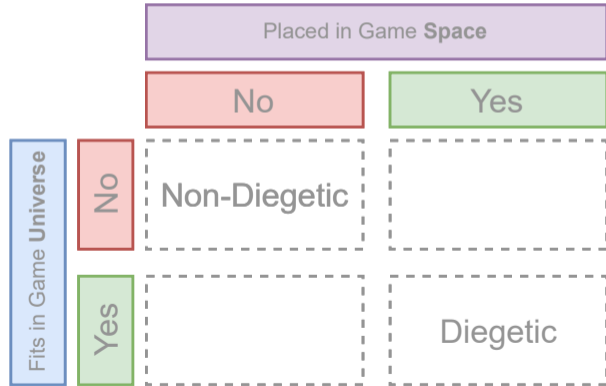 Placed in Game Space
No
Yes
Fits in Game Universe
No
Non-Diegetic
Yes
Diegetic